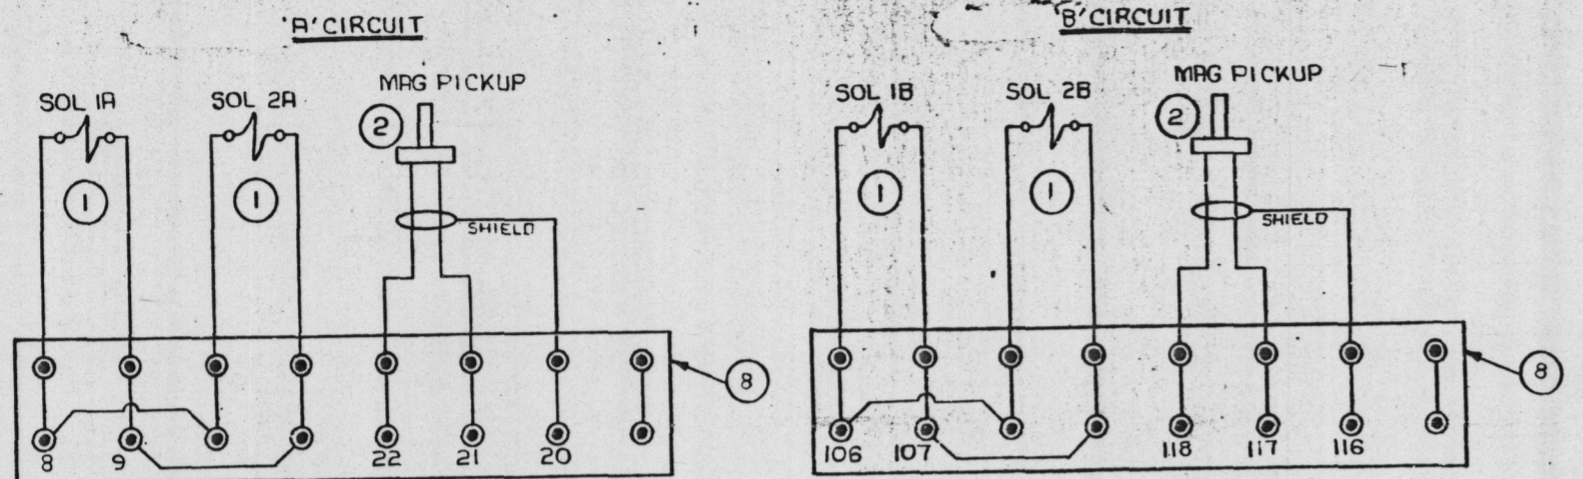 'A' CIRCUIT
SOL 1A
SOL 2A
MAG PICKUP
2
1
1
SHIELD
8
8
9
22
21
20
'B' CIRCUIT
SOL 1B
SOL 2B
MAG PICKUP
2
1
1
SHIELD
8
106
107
118
117
116